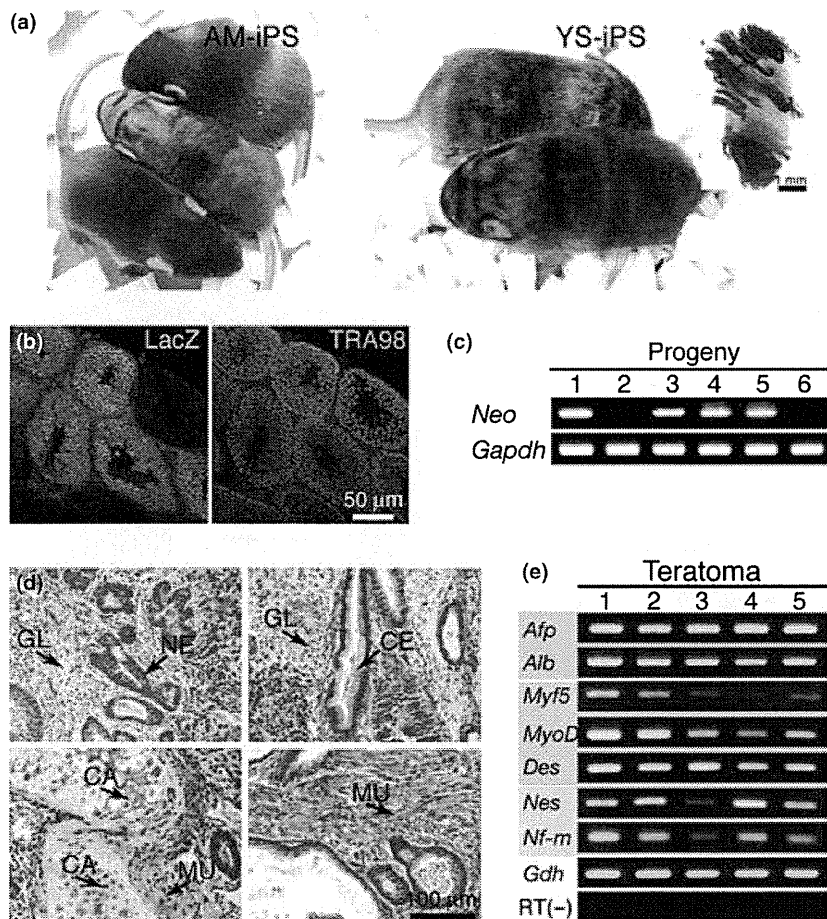 (a)
AM-iPS
YS-iPS
1 mm
(b)
LacZ
TRA98
50 μm
(c)
Progeny
1 2 3 4 5 6
Neo
Gapdh
(d)
GL
NE
GL
CE
CA
CA
MU
MU
100 μm
(e)
Teratoma
1 2 3 4 5
Afp
Alb
Myf5
MyoD
Des
Nes
Nf-m
Gdh
RT(−)